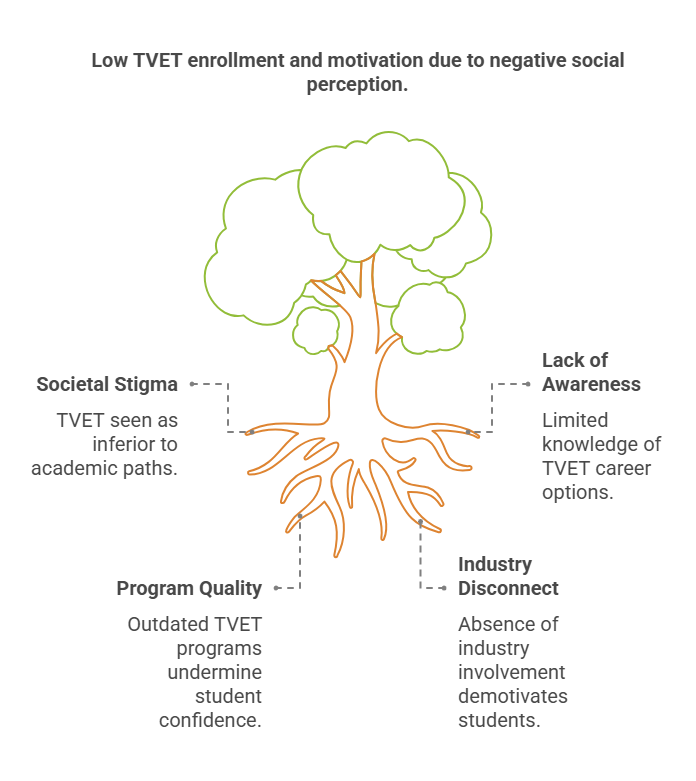 Low TVET enrollment and motivation due to negative social
perception.
Societal Stigma
TVET seen as
inferior to
academic paths.
Lack of
Awareness
Limited
knowledge of
TVET career
options.
Program Quality
Outdated TVET
programs
undermine
student
confidence.
Industry
Disconnect
Absence of
industry
involvement
demotivates
students.